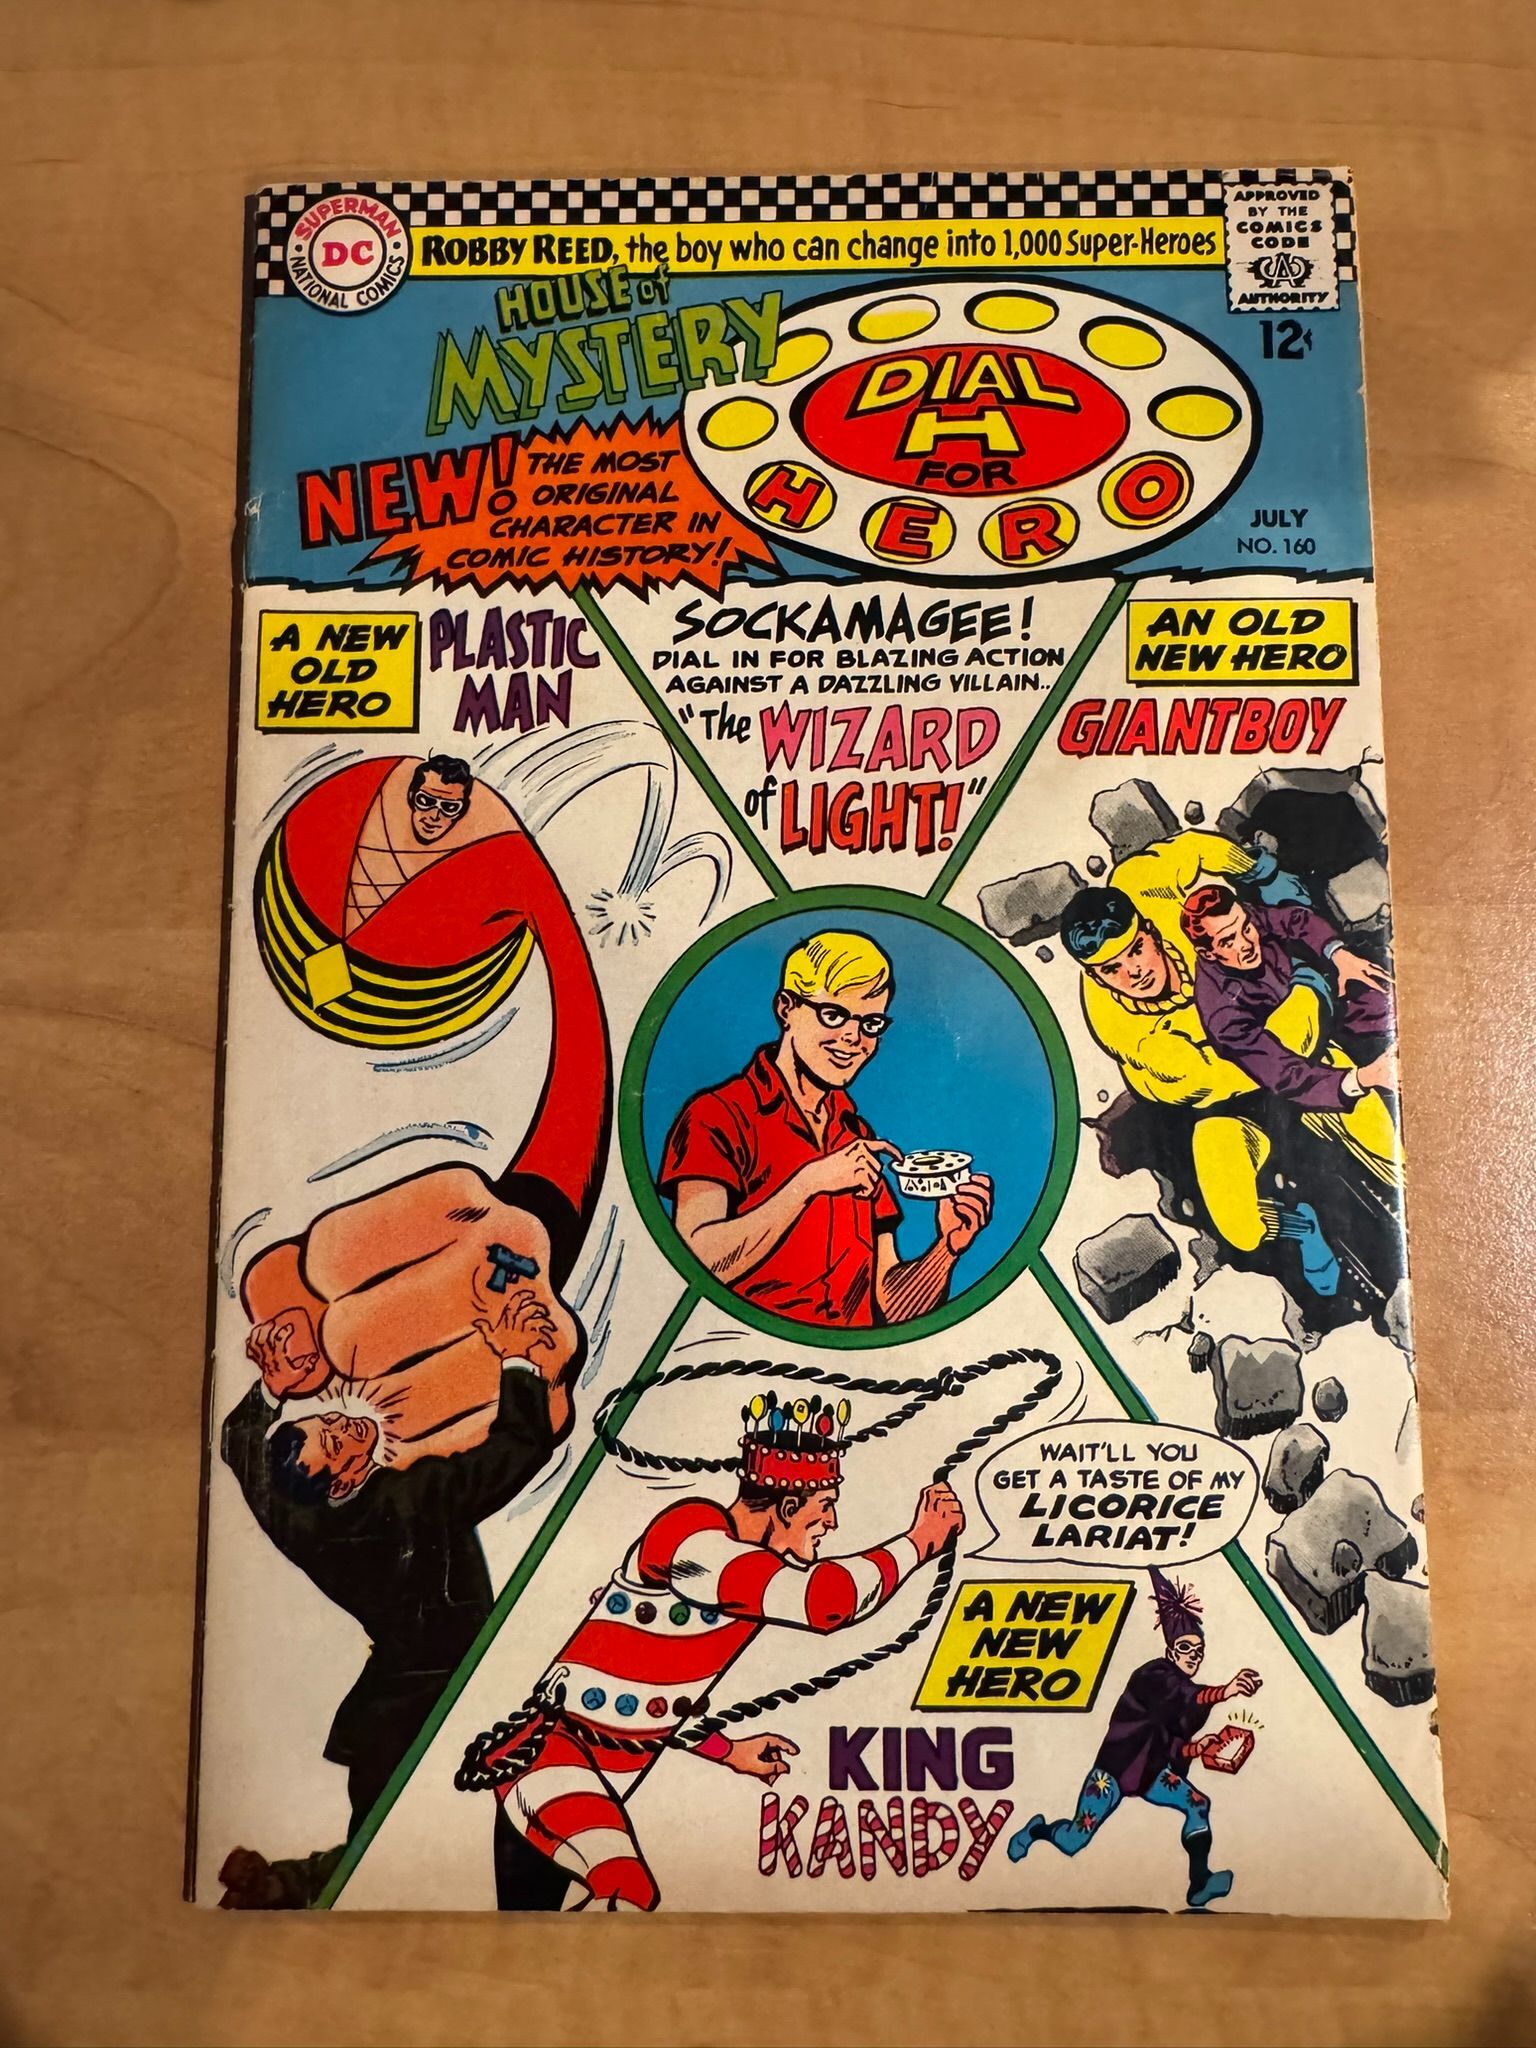 SUPERMAN
DC
NATIONAL COMICS
ROBBY REED, the boy who can change into 1,000 Super-Heroes
APPROVED
BY THE
COMICS
CODE
CA
AUTHORITY
HOUSE of
MYSTERY
DIAL
H
FOR
HERO
12¢
NEW! THE MOST
ORIGINAL
CHARACTER IN
COMIC HISTORY!
JULY
NO. 160
A NEW
OLD
HERO
PLASTIC
MAN
SOCKAMAGEE!
DIAL IN FOR BLAZING ACTION
AGAINST A DAZZLING VILLAIN..
"The WIZARD
of LIGHT!"
AN OLD
NEW HERO
GIANTBOY
WAIT'LL YOU
GET A TASTE OF MY
LICORICE
LARIAT!
A NEW
NEW
HERO
KING
KANDY